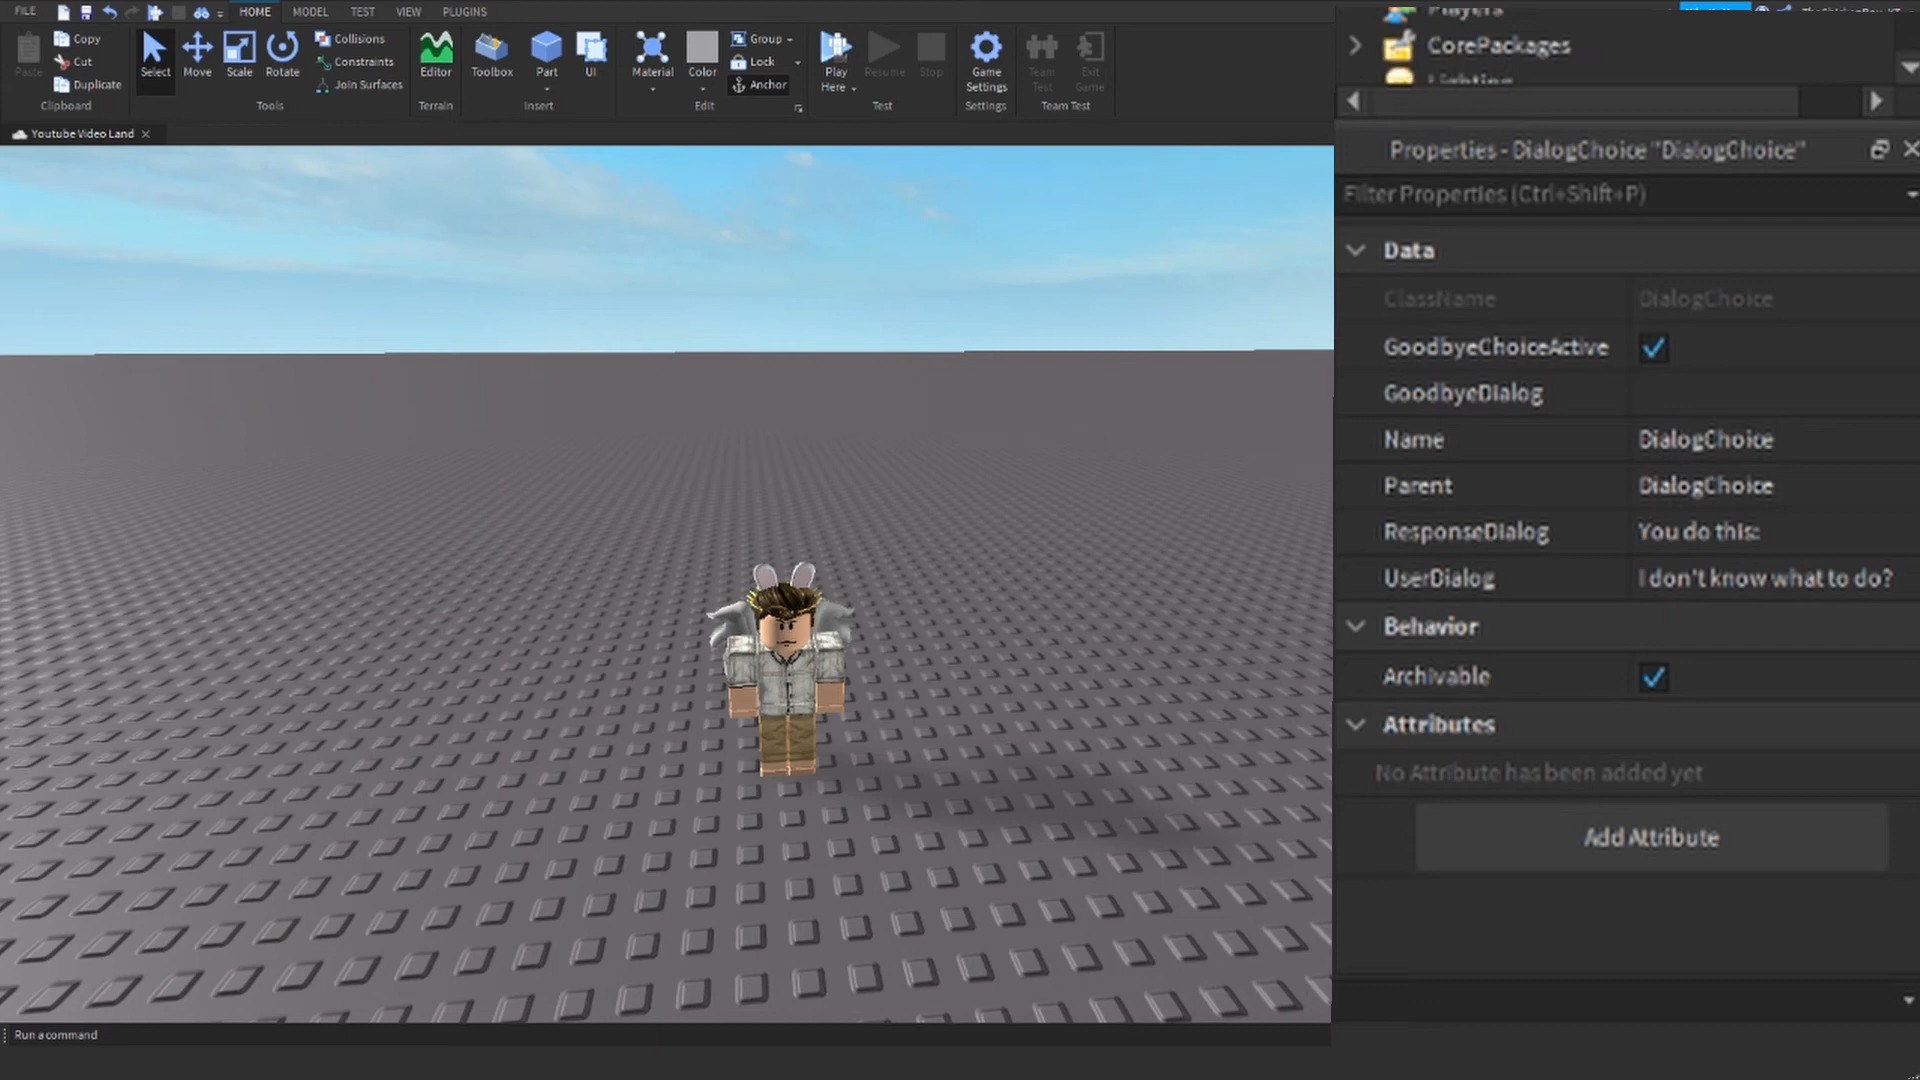 FILE HOME MODEL TEST VIEW PLUGINS
Copy
Cut
Duplicate
Paste
Clipboard
Select
Move
Scale
Rotate
Collisions
Constraints
Join Surfaces
Tools
Editor
Terrain
Toolbox
Part
UI
Insert
Material
Color
Group
Lock
Anchor
Edit
Play
Here
Resume
Stop
Test
Game
Settings
Settings
Team
Test
Exit
Game
Team Test
Youtube Video Land
Run a command
Players
CorePackages
Lighting
Properties - DialogChoice "DialogChoice"
Filter Properties (Ctrl+Shift+P)
Data
ClassName DialogChoice
GoodbyeChoiceActive
GoodbyeDialog
Name DialogChoice
Parent DialogChoice
ResponseDialog You do this:
UserDialog I don't know what to do?
Behavior
Archivable
Attributes
No Attribute has been added yet
Add Attribute